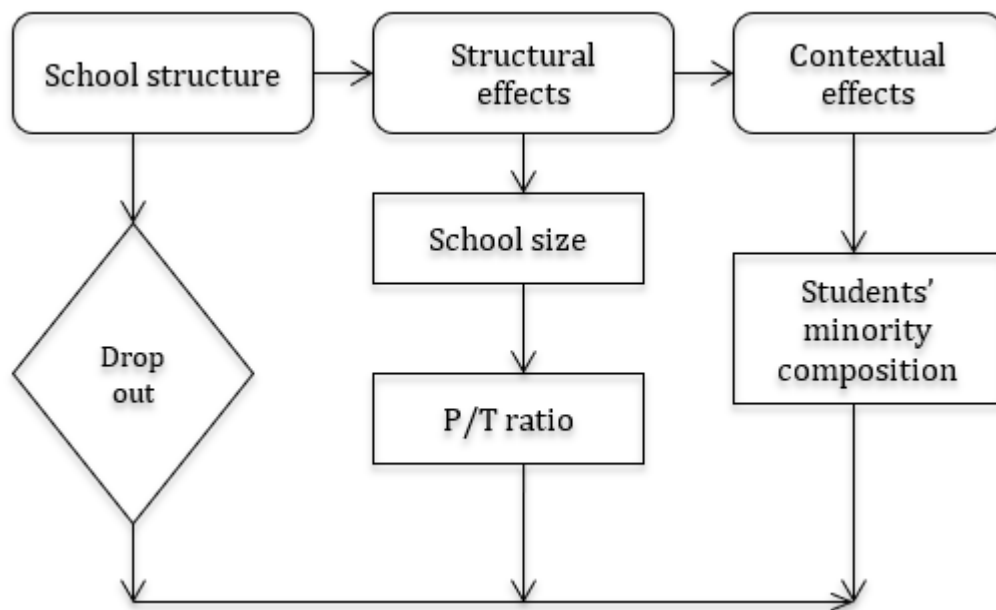 School structure
Structural
effects
Contextual
effects
School size
Students’
minority
composition
Drop
out
P/T ratio